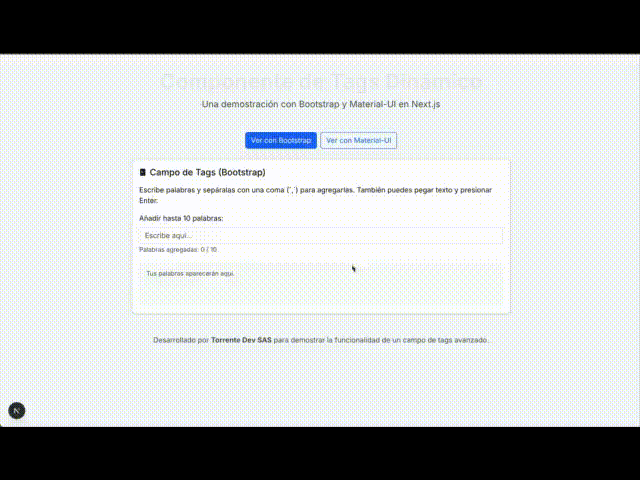 Componente de Tags Dinámico
Una demostración con Bootstrap y Material-UI en Next.js
Ver con Bootstrap
Ver con Material-UI
Campo de Tags (Bootstrap)
Escribe palabras y sepáralas con una coma (`,`) para agregarlas. También puedes pegar texto y presionar
Enter.
Añadir hasta 10 palabras:
Escribe aquí...
Palabras agregadas: 0 / 10
Tus palabras aparecerán aquí.
Desarrollado por Torrente Dev SAS para demostrar la funcionalidad de un campo de tags avanzado.
N